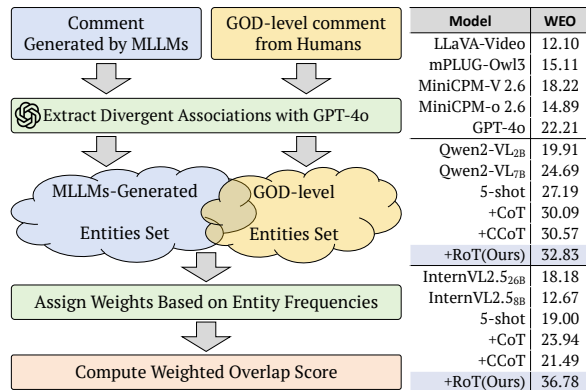 Comment
Generated by MLLMs
GOD-level comment
from Humans
Extract Divergent Associations with GPT-4o
MLLMs-Generated
Entities Set
GOD-level
Entities Set
Assign Weights Based on Entity Frequencies
Compute Weighted Overlap Score
Model WEO
LLaVA-Video 12.10
mPLUG-Owl3 15.11
MiniCPM-V 2.6 18.22
MiniCPM-o 2.6 14.89
GPT-4o 22.21
Qwen2-VL2B 19.91
Qwen2-VL7B 24.69
5-shot 27.19
+CoT 30.09
+CCoT 30.57
+RoT(Ours) 32.83
InternVL2.526B 18.18
InternVL2.58B 12.67
5-shot 19.00
+CoT 23.94
+CCoT 21.49
+RoT(Ours) 36.78